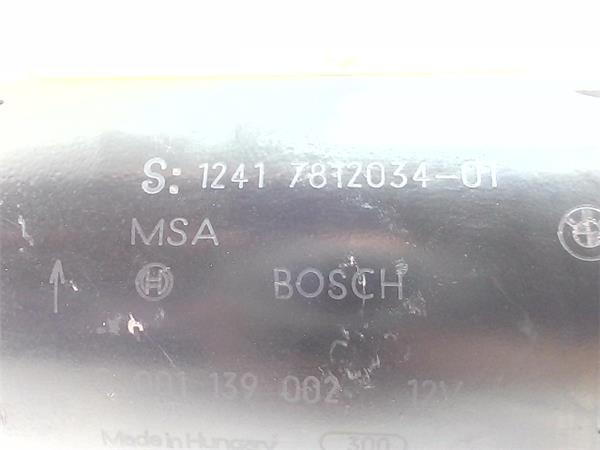 S: 1241 7812034-01
MSA
BOSCH
001 139 002 12V
Made in Hungary 300